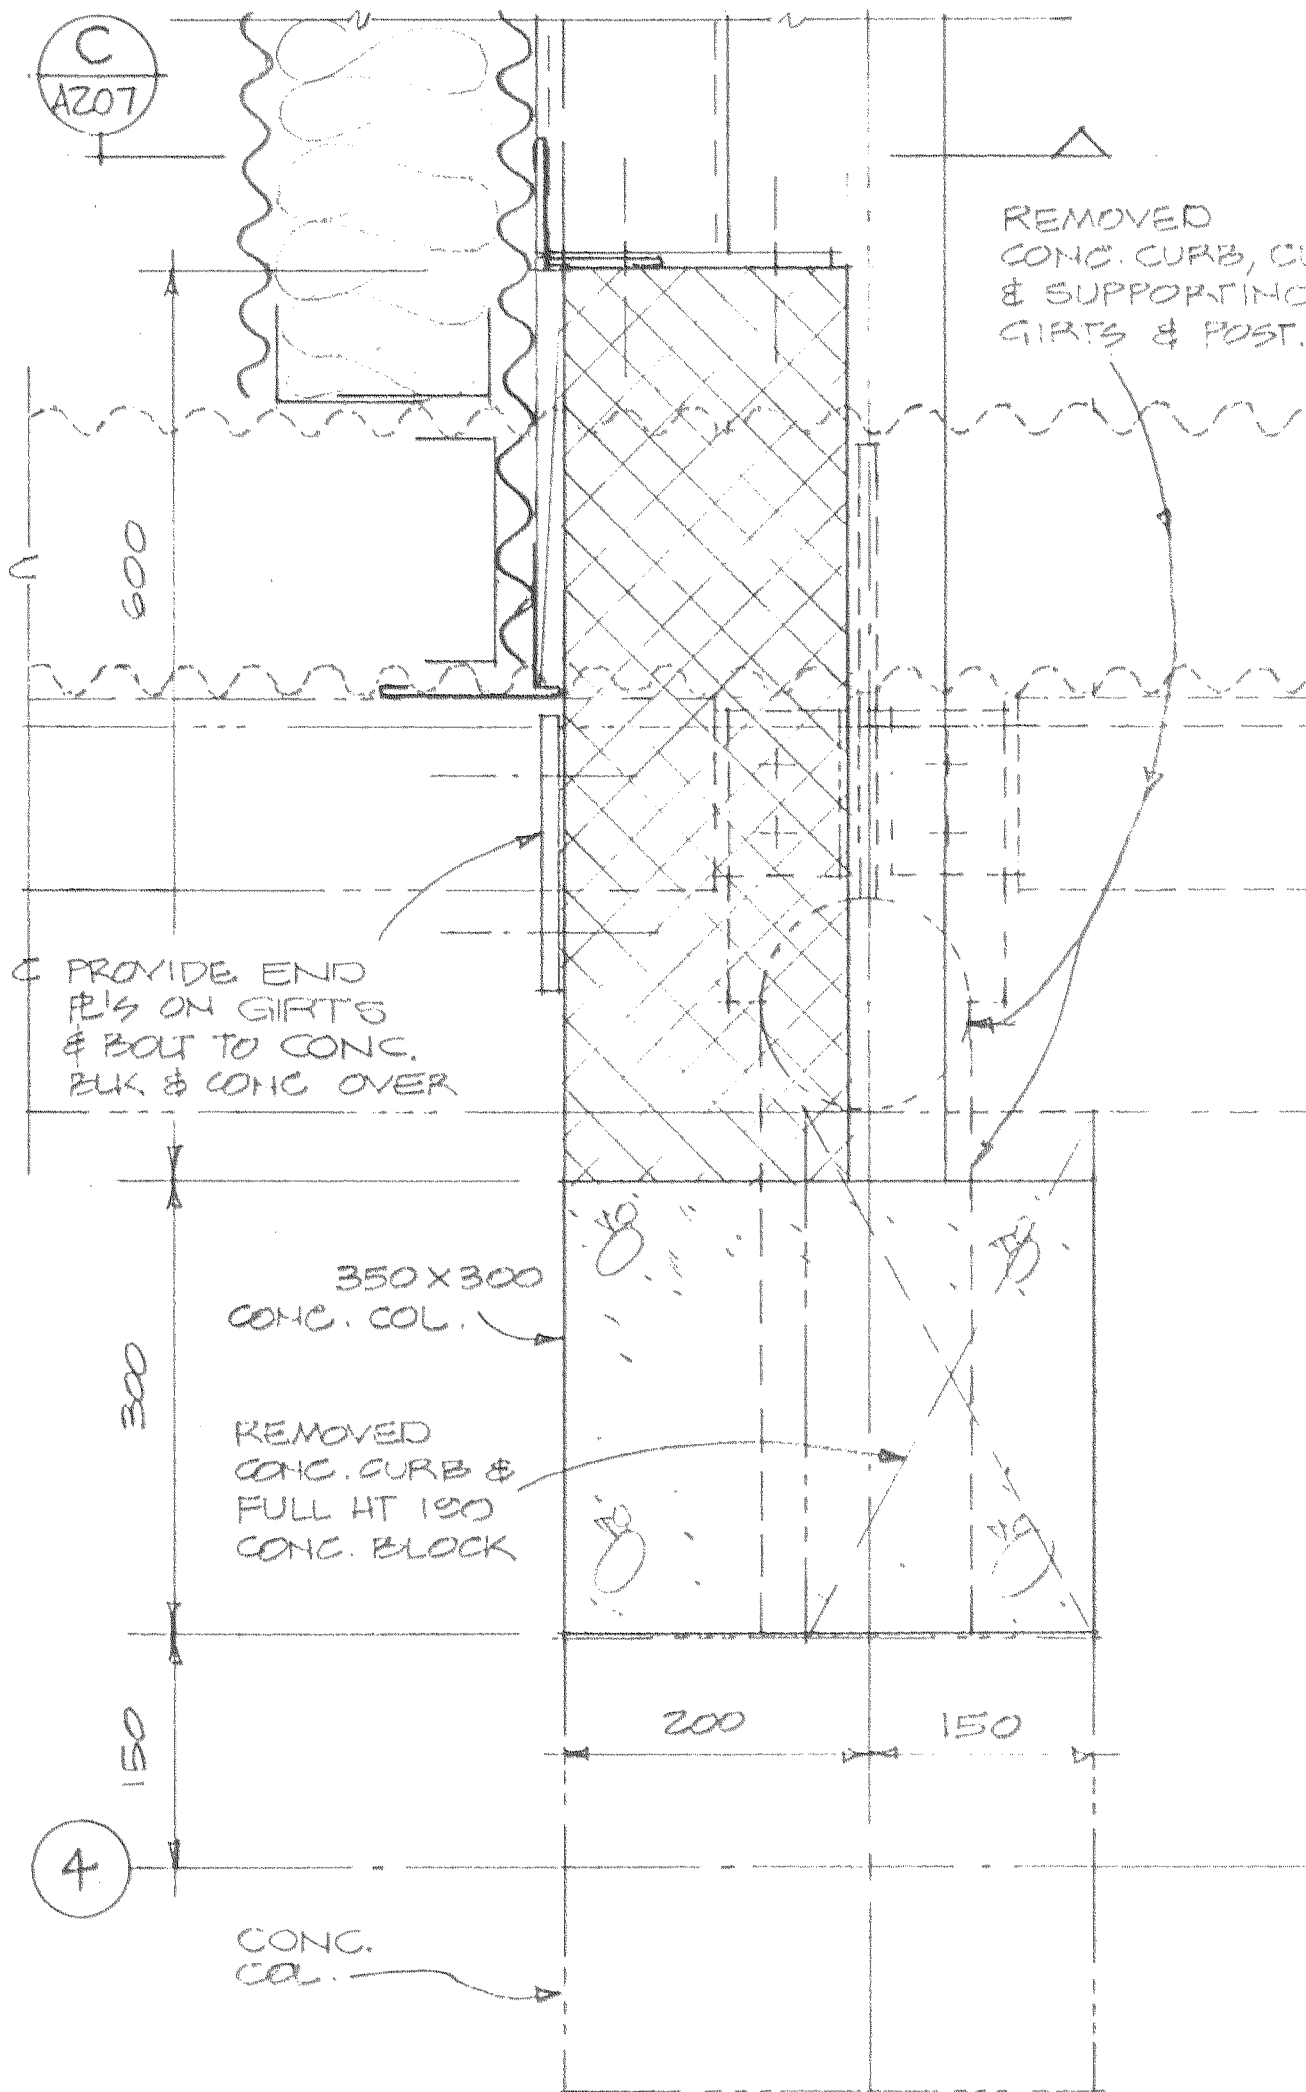 C
A207
REMOVED
CONC. CURB,
& SUPPORTING
GIRTS & POST.
600
PROVIDE END
PL'S ON GIRTS
& BOLT TO CONC.
BLK & CONC OVER
350 X 300
CONC. COL.
300
REMOVED
CONC. CURB &
FULL HT 190
CONC. BLOCK
200
150
150
4
CONC.
COL.